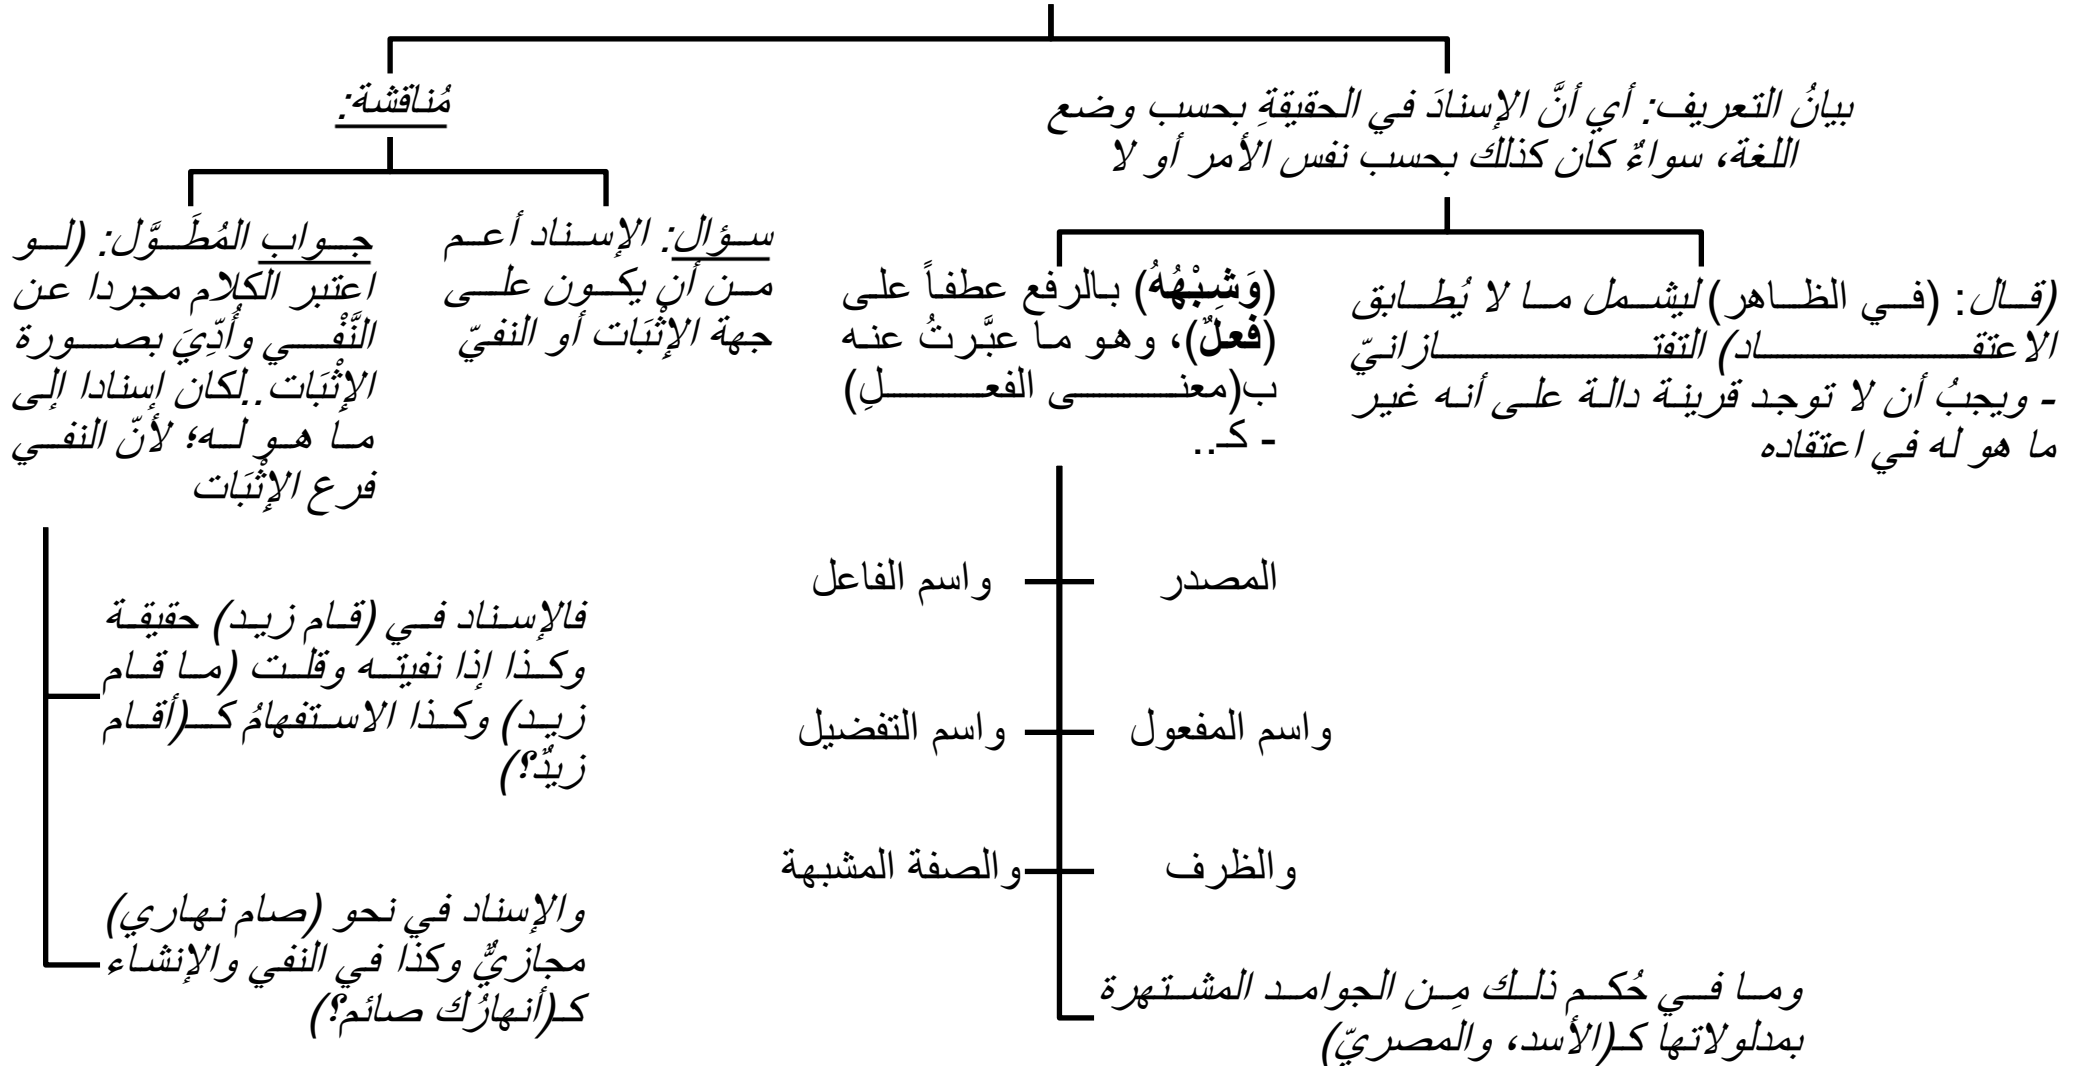 بيانُ التعريف: أي أنَّ الإسنادَ في الحقيقةِ بحسب وضع
اللغة، سواءٌ كان كذلك بحسب نفس الأمر أو لا
(قال: (في الظاهر) ليشمل ما لا يُطابق
الاعتقاد) التفتازانيّ
- ويجبُ أن لا توجد قرينة دالة على أنه غير
ما هو له في اعتقاده
(وَشِبْهُهُ) بالرفع عطفاً على
(فعلٌ)، وهو ما عبَّرتُ عنه
ب(معنى الفعلِ)
- كـ..
المصدر
واسم الفاعل
واسم المفعول
واسم التفضيل
والظرف
والصفة المشبهة
وما في حُكم ذلك مِن الجوامد المشتهرة
بمدلولاتها كـ(الأسد، والمصريّ)
مُناقشة:
سؤال: الإسناد أعم
من أن يكون على
جهة الإثْبَات أو النفيّ
جواب المُطَوَّل: (لو
اعتبر الكلام مجردا عن
النَّفْي وأُدِّيَ بصورة
الإثْبَات..لكان إسنادا إلى
ما هو له؛ لأنّ النفي
فرع الإثْبَات
فالإسناد في (قام زيد) حقيقة
وكذا إذا نفيته وقلت (ما قام
زيد) وكذا الاستفهامُ كـ(أقام
زيدٌ؟)
والإسناد في نحو (صام نهاري)
مجازيٌّ وكذا في النفي والإنشاء
كـ(أنهارُك صائم؟)